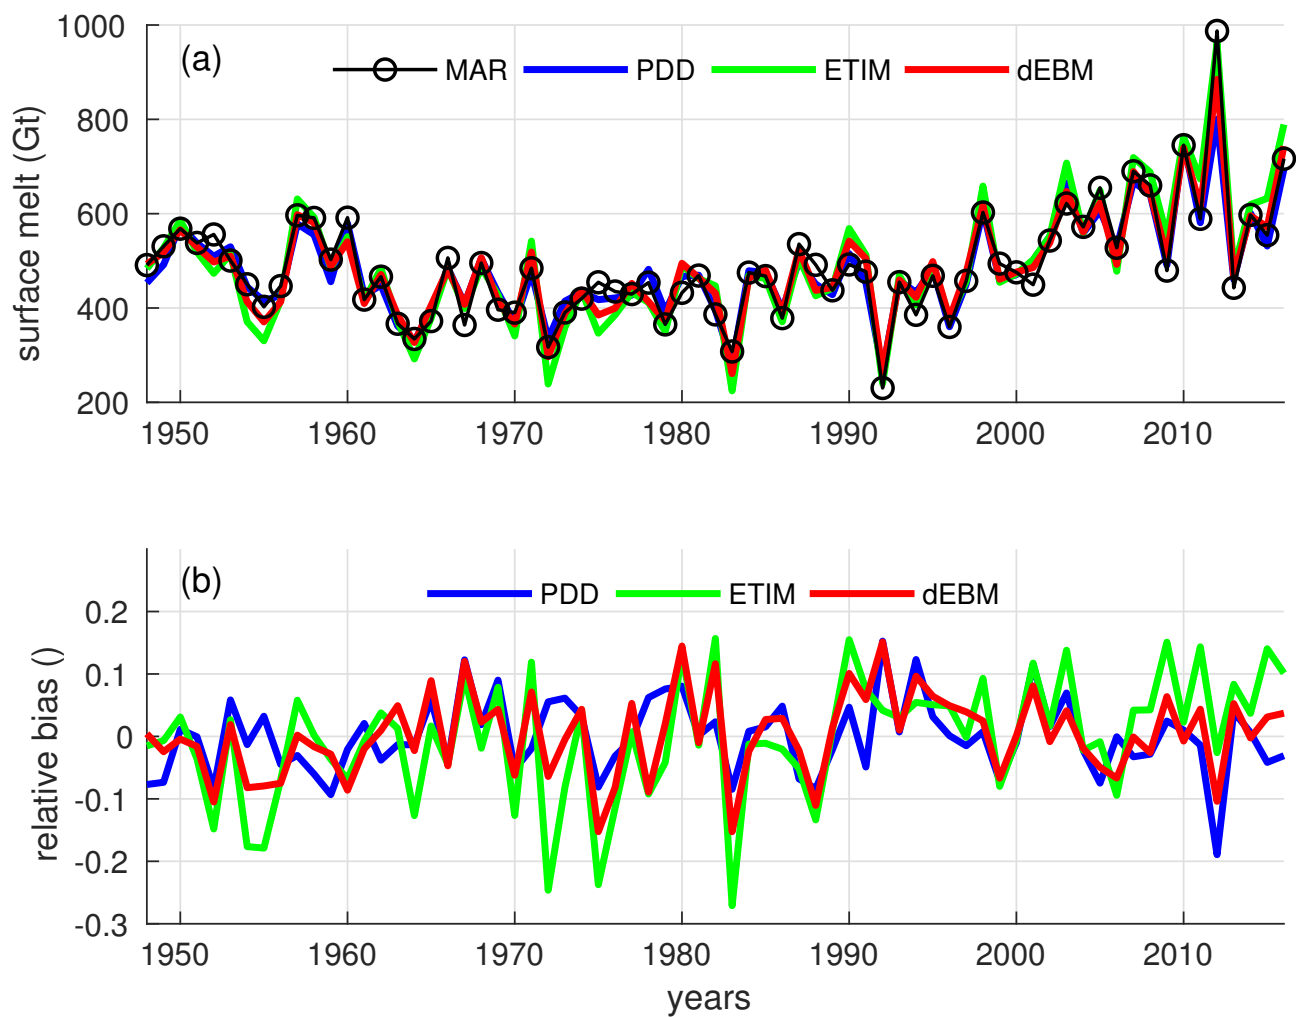 1000
(a)
MAR PDD ETIM dEBM
800
600
400
200
surface melt (Gt)
1950 1960 1970 1980 1990 2000 2010
(b)
PDD ETIM dEBM
0.2
0.1
0
-0.1
-0.2
-0.3
relative bias ()
1950 1960 1970 1980 1990 2000 2010
years